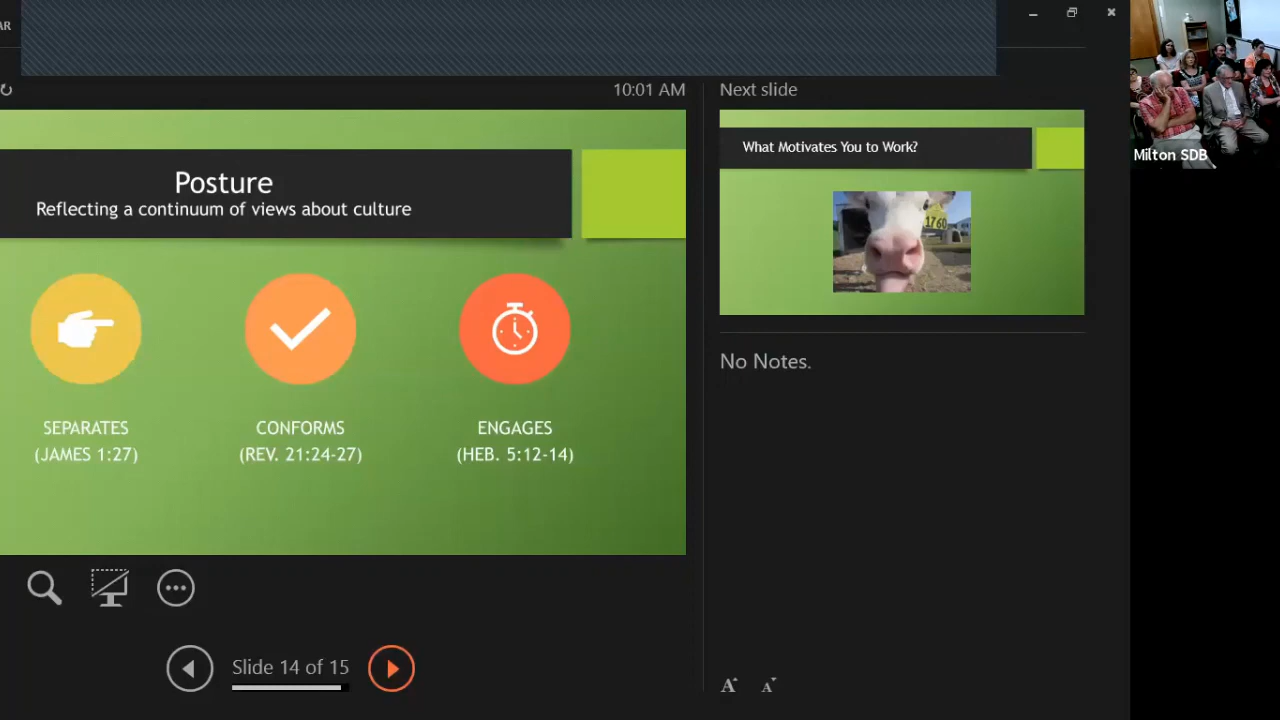 AR
10:01 AM
Next slide
Posture
Reflecting a continuum of views about culture
SEPARATES
(JAMES 1:27)
CONFORMS
(REV. 21:24-27)
ENGAGES
(HEB. 5:12-14)
What Motivates You to Work?
1760
No Notes.
Slide 14 of 15
A
A
Milton SDB